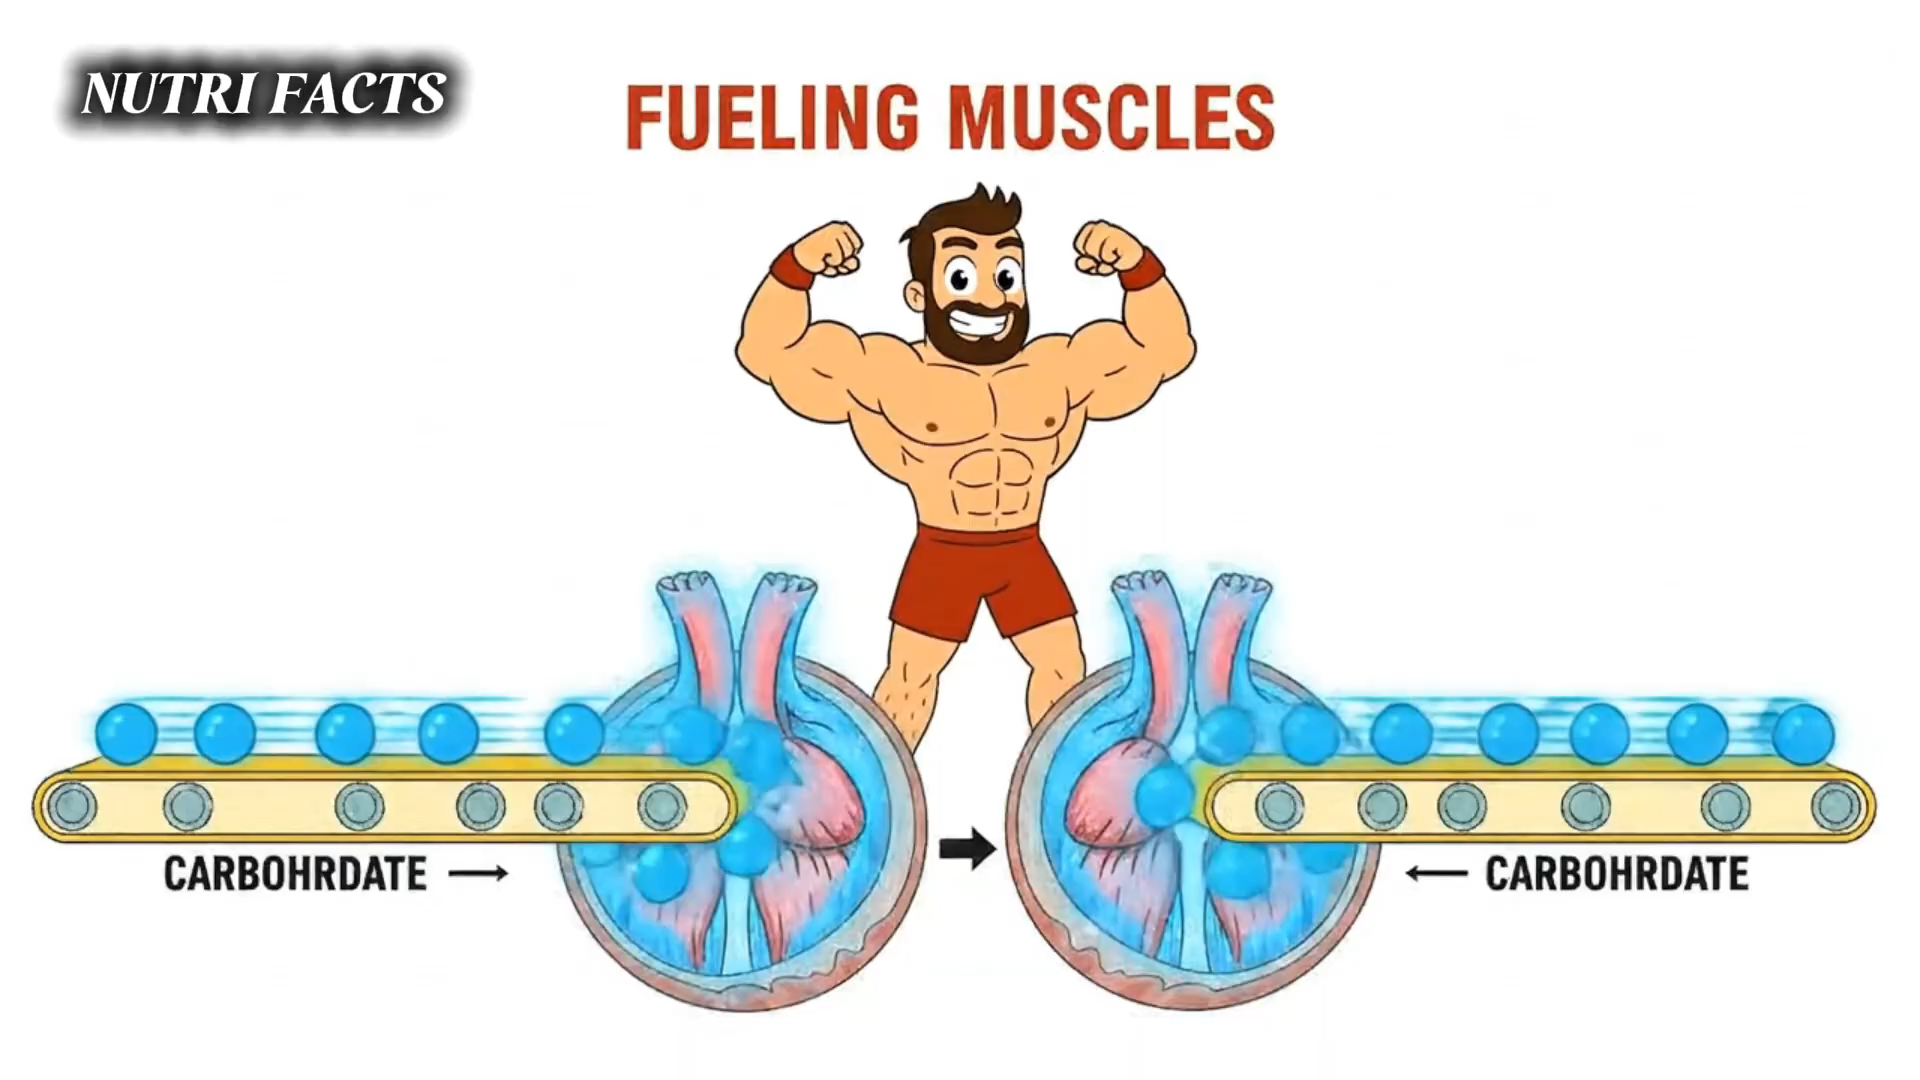 NUTRI FACTS
FUELING MUSCLES
CARBOHRDATE →
← CARBOHRDATE